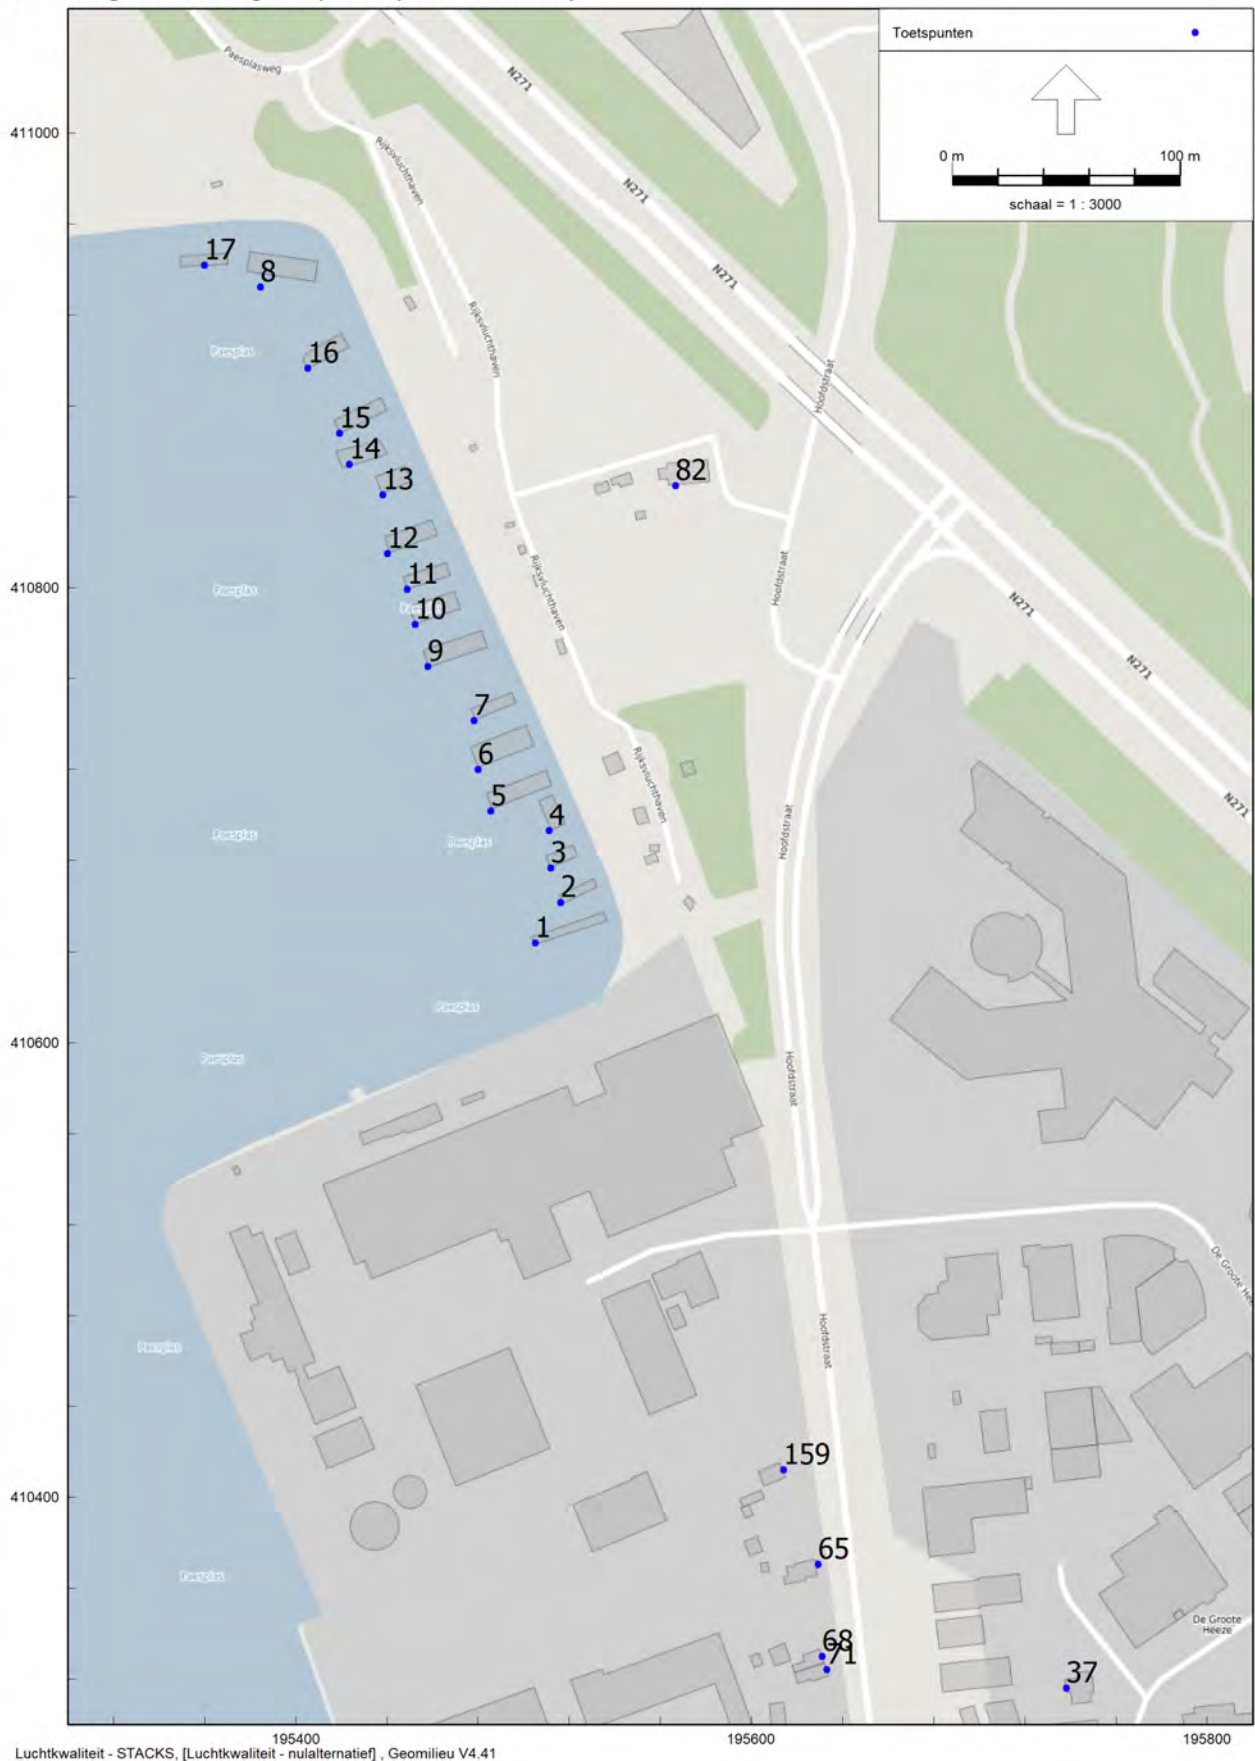 Toetspunten
0 m
100 m
schaal = 1 : 3000
Paesplasweg
N271
Rijksvluchthaven
N271
411000
17
8
N271
Rijksvluchthaven
Paesplas
16
Hoofdstraat
15
14
13
82
12
Rijksvluchthaven
Hoofdstraat
11
410800
Paesplas
10
N271
9
N271
7
6
Rijksvluchthaven
5
4
Hoofdstraat
N271
Paesplas
Paesplas
3
2
1
Paesplas
410600
Paesplas
Hoofdstraat
De Groote
Paesplas
Hoofdstraat
159
410400
65
Paesplas
De Groote
Heeze
68
71
37
195400
195600
195800
Luchtkwaliteit - STACKS, [Luchtkwaliteit - nulalternatief] , Geomilieu V4.41